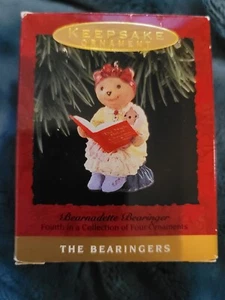 KEEPSAKE
ORNAMENT
Bearnadette Bearinger
Fourth in a Collection of Four Ornaments
THE BEARINGERS